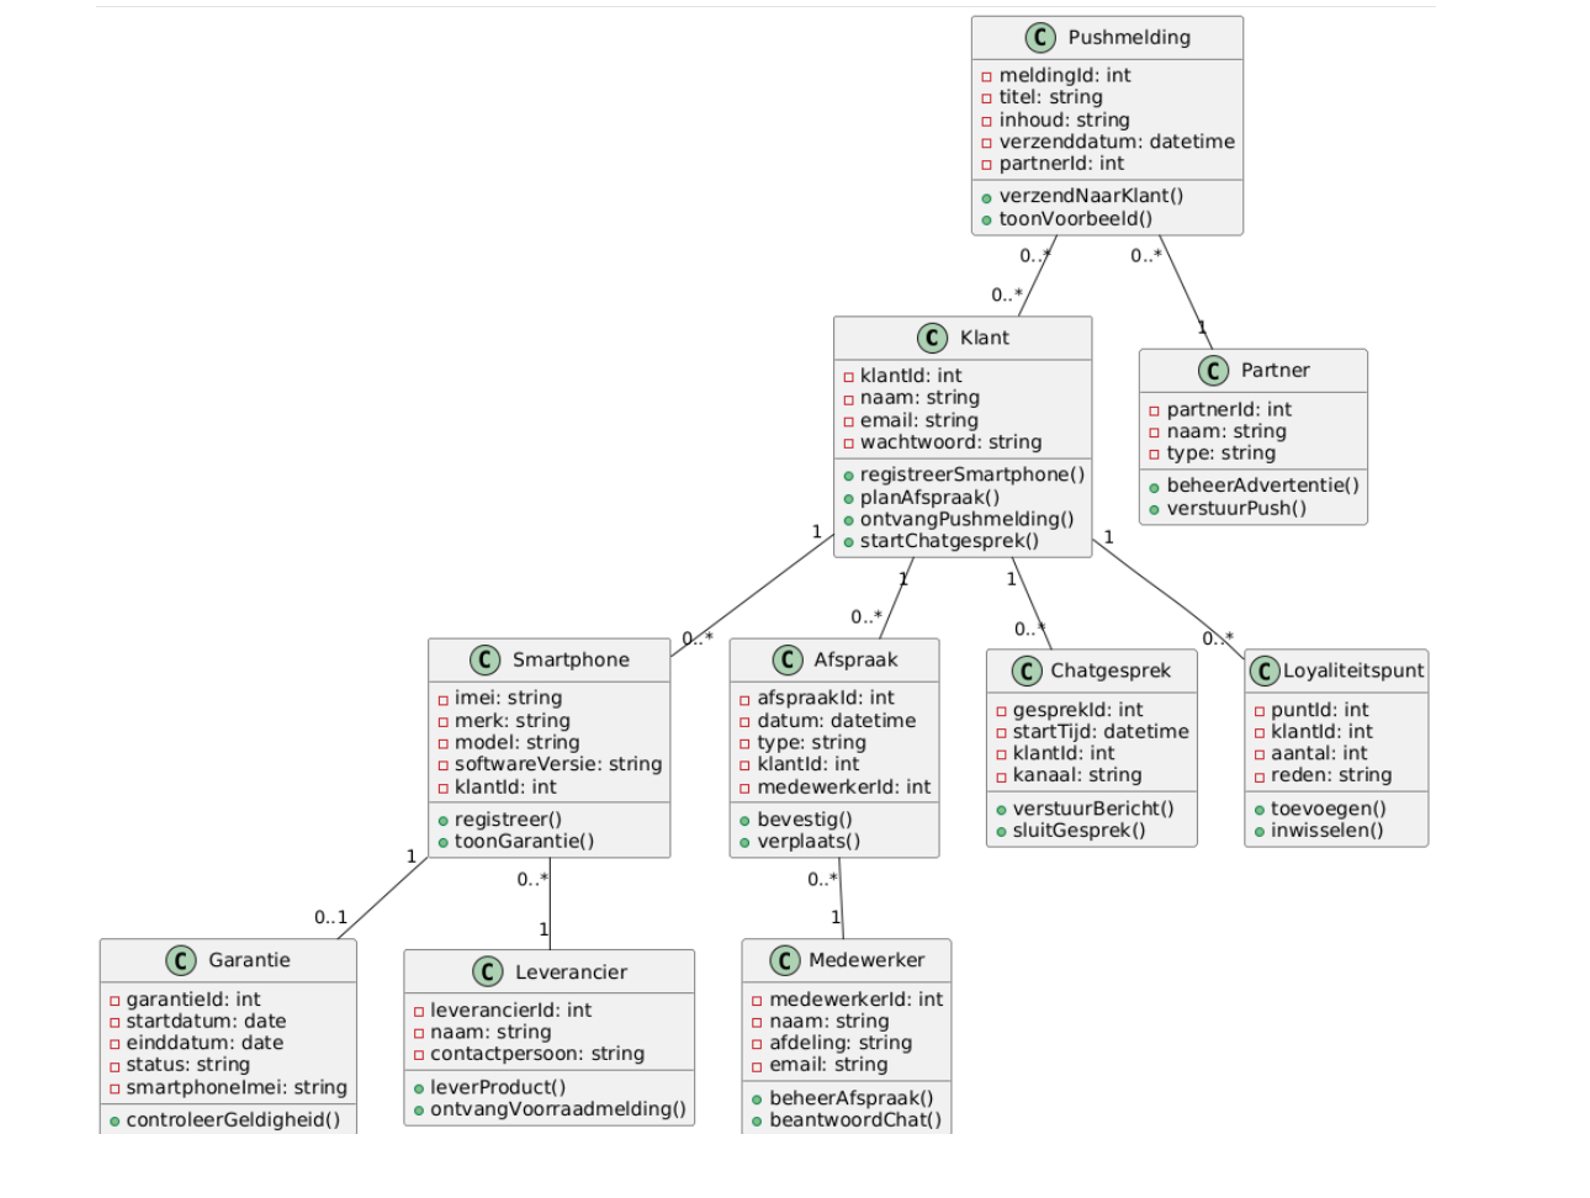 C Pushmelding
meldingId: int
titel: string
inhoud: string
verzenddatum: datetime
partnerId: int
verzendNaarKlant()
toonVoorbeeld()
0..*
0..*
0..*
1
C Klant
klantId: int
naam: string
email: string
wachtwoord: string
registreerSmartphone()
planAfspraak()
ontvangPushmelding()
startChatgesprek()
C Partner
partnerId: int
naam: string
type: string
beheerAdvertentie()
verstuurPush()
1
1
1
1
0..*
0..*
0..*
0..*
C Smartphone
imei: string
merk: string
model: string
softwareVersie: string
klantId: int
registreer()
toonGarantie()
C Afspraak
afspraakId: int
datum: datetime
type: string
klantId: int
medewerkerId: int
bevestig()
verplaats()
C Chatgesprek
gesprekId: int
startTijd: datetime
klantId: int
kanaal: string
verstuurBericht()
sluitGesprek()
C Loyaliteitspunt
puntId: int
klantId: int
aantal: int
reden: string
toevoegen()
inwisselen()
1
0..1
0..*
1
0..*
1
C Garantie
garantieId: int
startdatum: date
einddatum: date
status: string
smartphoneImei: string
controleerGeldigheid()
C Leverancier
leverancierId: int
naam: string
contactpersoon: string
leverProduct()
ontvangVoorraadmelding()
C Medewerker
medewerkerId: int
naam: string
afdeling: string
email: string
beheerAfspraak()
beantwoordChat()